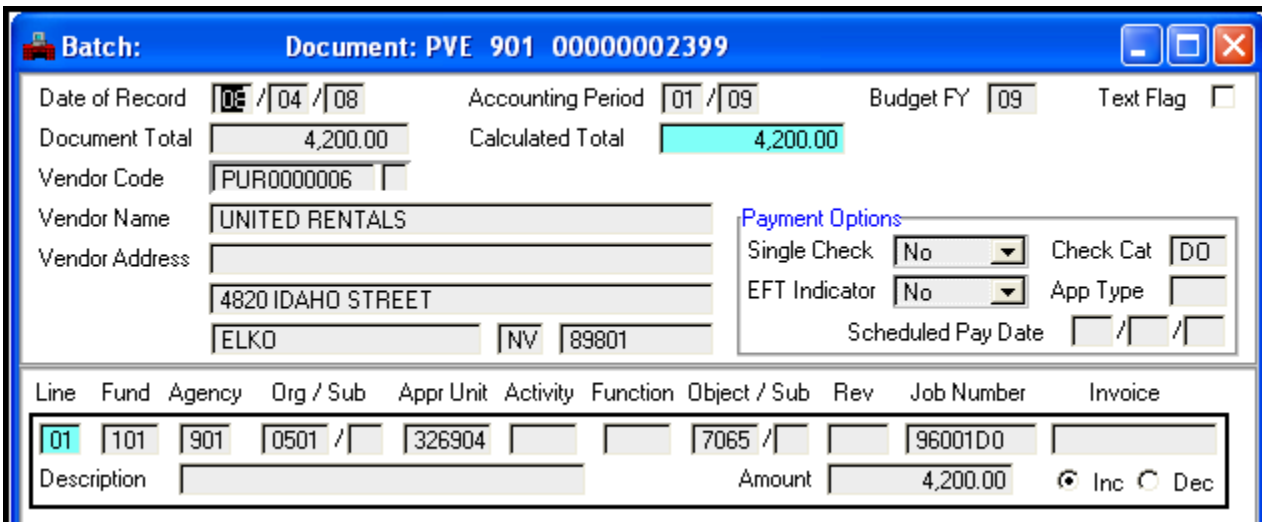 Batch: Document: PVE 901 00000002399
Date of Record 08 / 04 / 08 Accounting Period 01 / 09 Budget FY 09 Text Flag
Document Total 4,200.00 Calculated Total 4,200.00
Vendor Code PUR0000006
Vendor Name UNITED RENTALS
Payment Options
Vendor Address
Single Check No Check Cat DO
4820 IDAHO STREET
EFT Indicator No App Type
ELKO NV 89801
Scheduled Pay Date / /
Line Fund Agency Org / Sub Appr Unit Activity Function Object / Sub Rev Job Number Invoice
01 101 901 0501 / 326904 7065 / 96001D0
Description Amount 4,200.00 Inc Dec